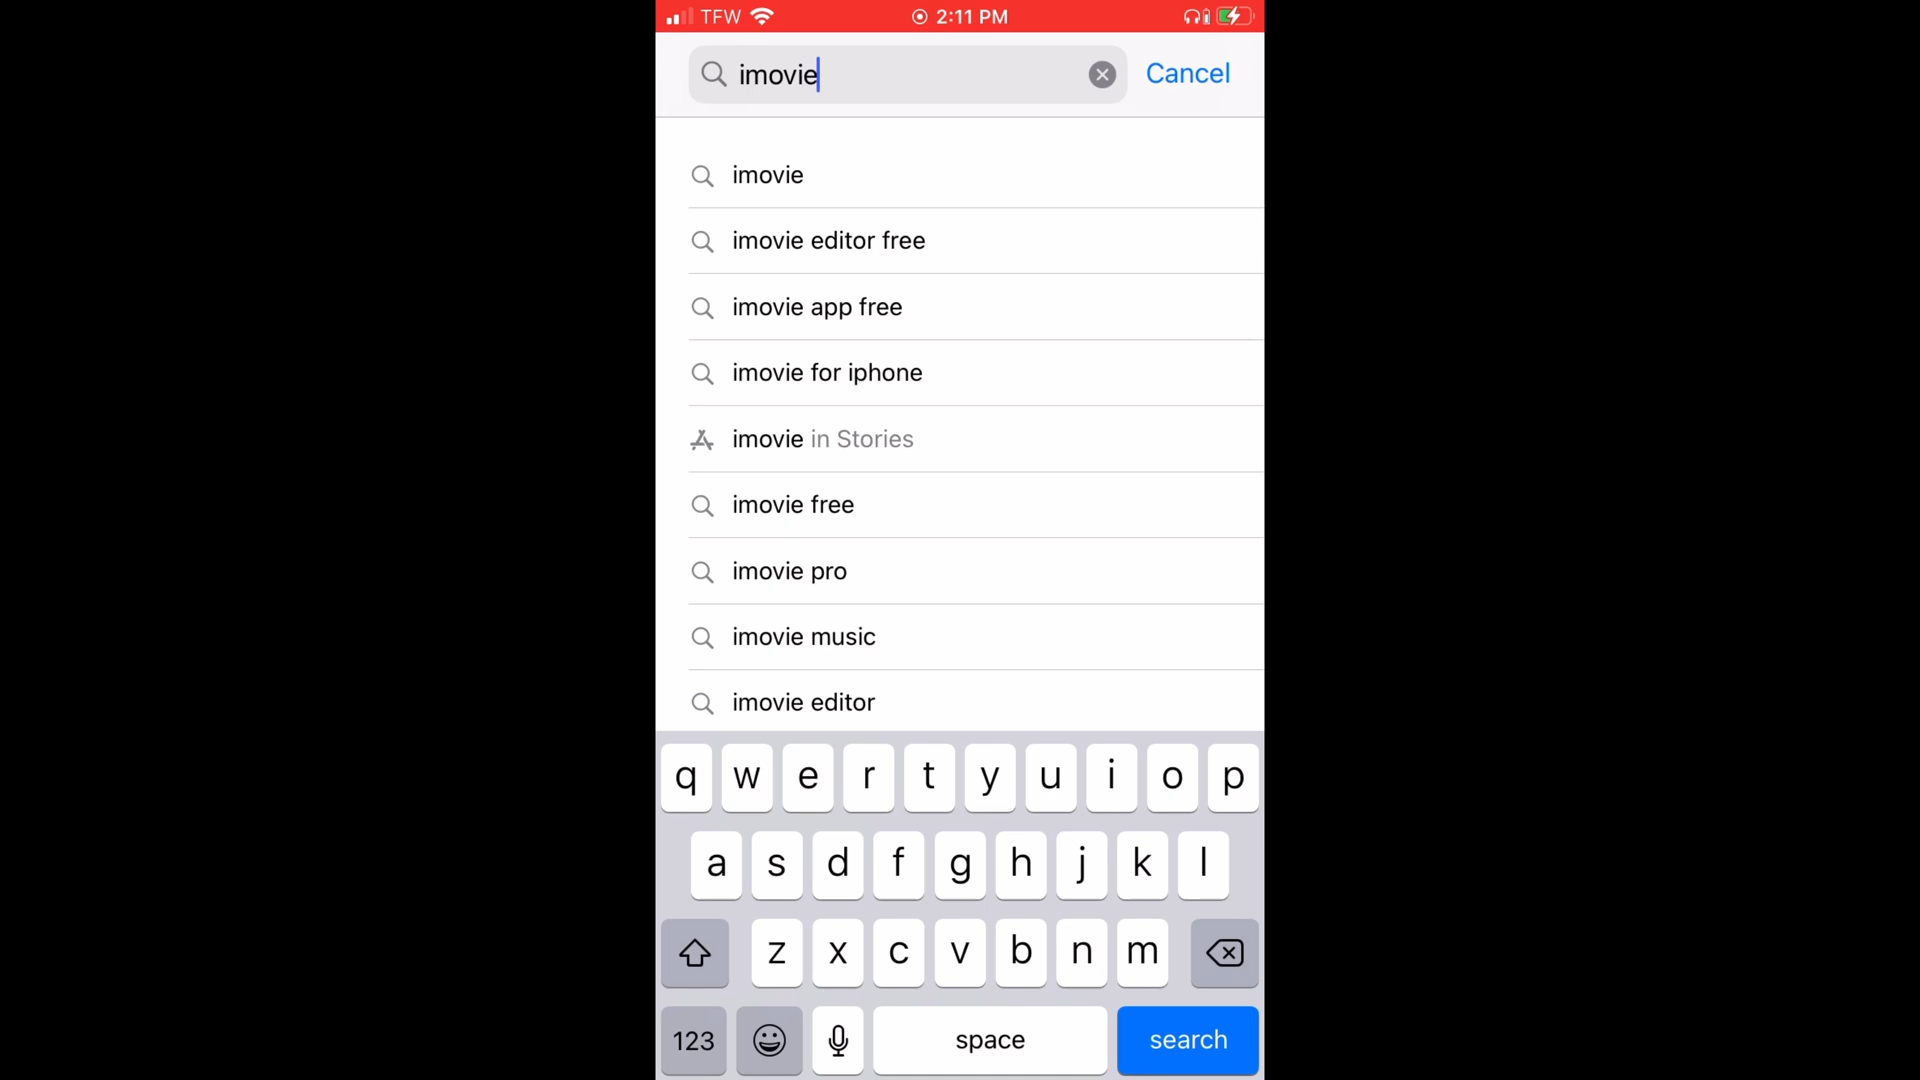 TFW 2:11 PM
imovie Cancel
imovie
imovie editor free
imovie app free
imovie for iphone
imovie in Stories
imovie free
imovie pro
imovie music
imovie editor
q w e r t y u i o p
a s d f g h j k l
z x c v b n m
123 space search